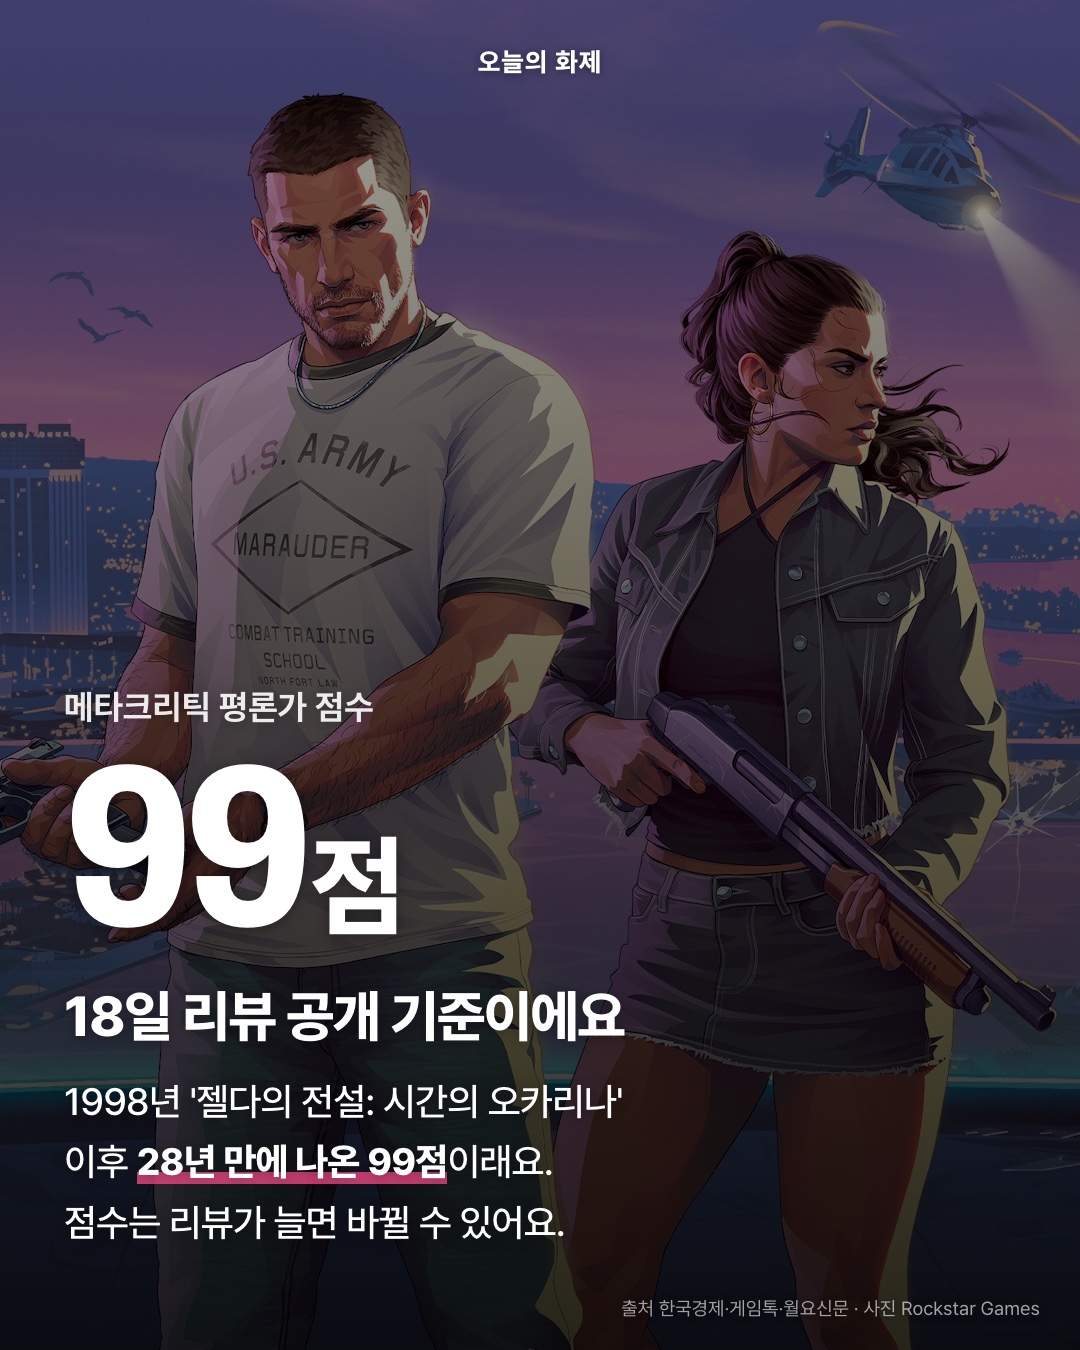 오늘의 화제
U.S. ARMY
MARAUDER
COMBAT TRAINING
SCHOOL
NORTH FORT LAW
메타크리틱 평론가 점수
99점
18일 리뷰 공개 기준이에요
1998년 '젤다의 전설: 시간의 오카리나'
이후 28년 만에 나온 99점이래요.
점수는 리뷰가 늘면 바뀔 수 있어요.
출처 한국경제·게임톡·월요신문 · 사진 Rockstar Games